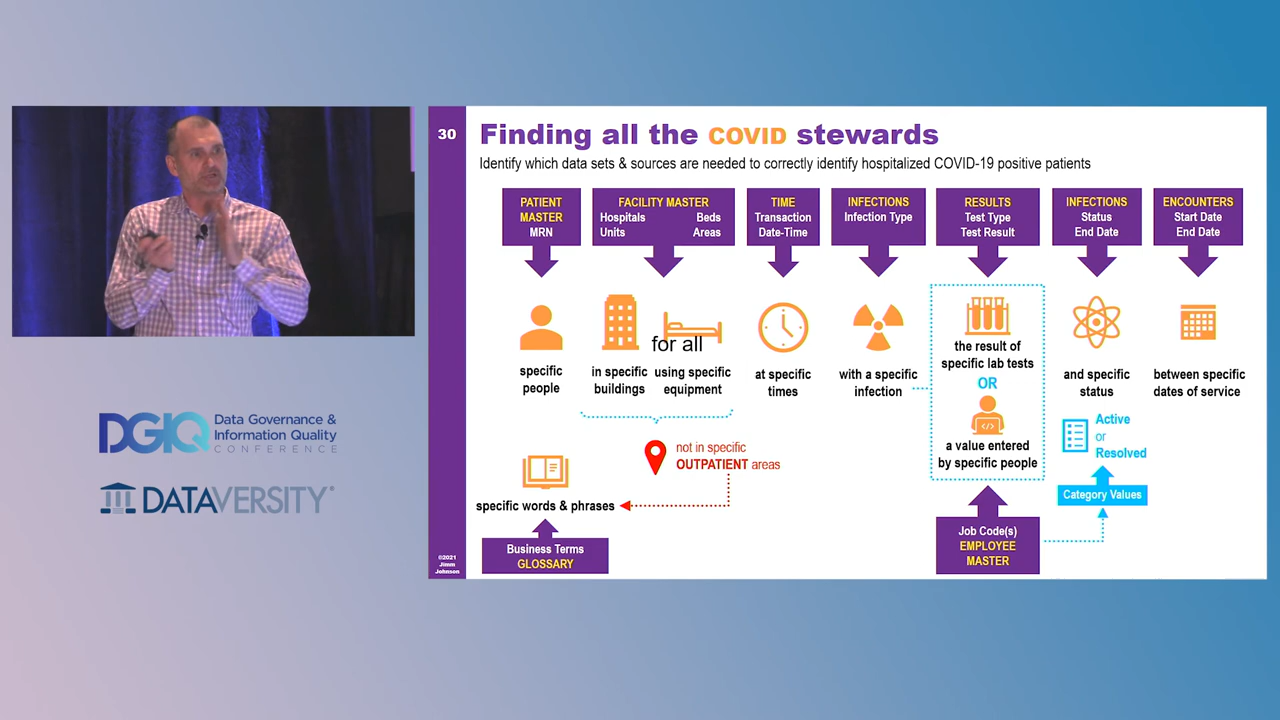 30
Finding all the COVID stewards
Identify which data sets & sources are needed to correctly identify hospitalized COVID-19 positive patients
PATIENT
MASTER
MRN
FACILITY MASTER
Hospitals Beds
Units Areas
TIME
Transaction
Date-Time
INFECTIONS
Infection Type
RESULTS
Test Type
Test Result
INFECTIONS
Status
End Date
ENCOUNTERS
Start Date
End Date
specific
people
in specific
buildings
for all
using specific
equipment
at specific
times
with a specific
infection
the result of
specific lab tests
OR
a value entered
by specific people
and specific
status
between specific
dates of service
Active
or
Resolved
Category Values
not in specific
OUTPATIENT areas
specific words & phrases
Business Terms
GLOSSARY
Job Code(s)
EMPLOYEE
MASTER
©2021
Jimm
Johnson
DGIQ
Data Governance &
Information Quality
CONFERENCE
DATAVERSITY